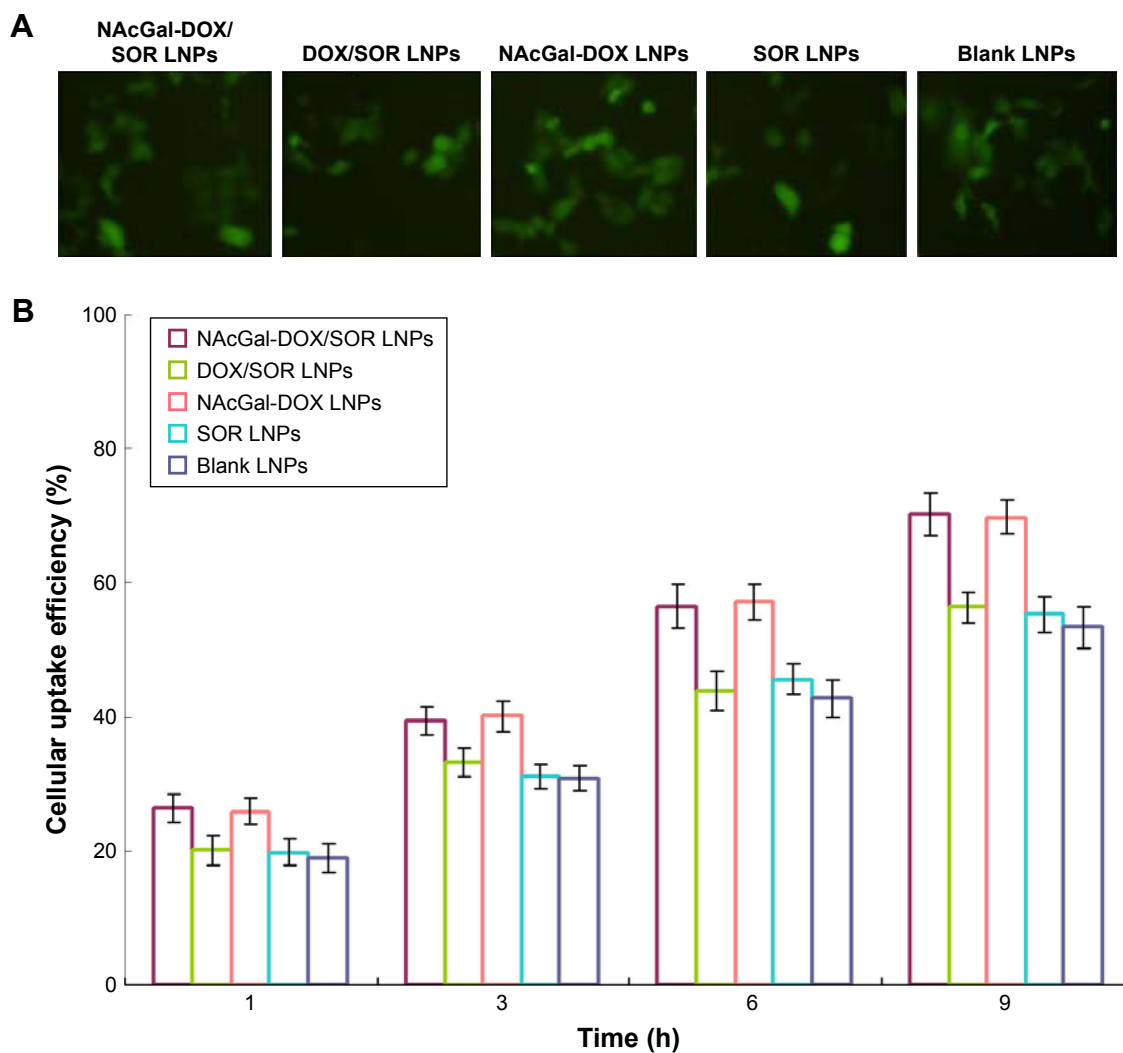 A
NAcGal-DOX/
SOR LNPs
DOX/SOR LNPs
NAcGal-DOX LNPs
SOR LNPs
Blank LNPs
B
Cellular uptake efficiency (%)
100
80
60
40
20
0
NAcGal-DOX/SOR LNPs
DOX/SOR LNPs
NAcGal-DOX LNPs
SOR LNPs
Blank LNPs
1
3
6
9
Time (h)